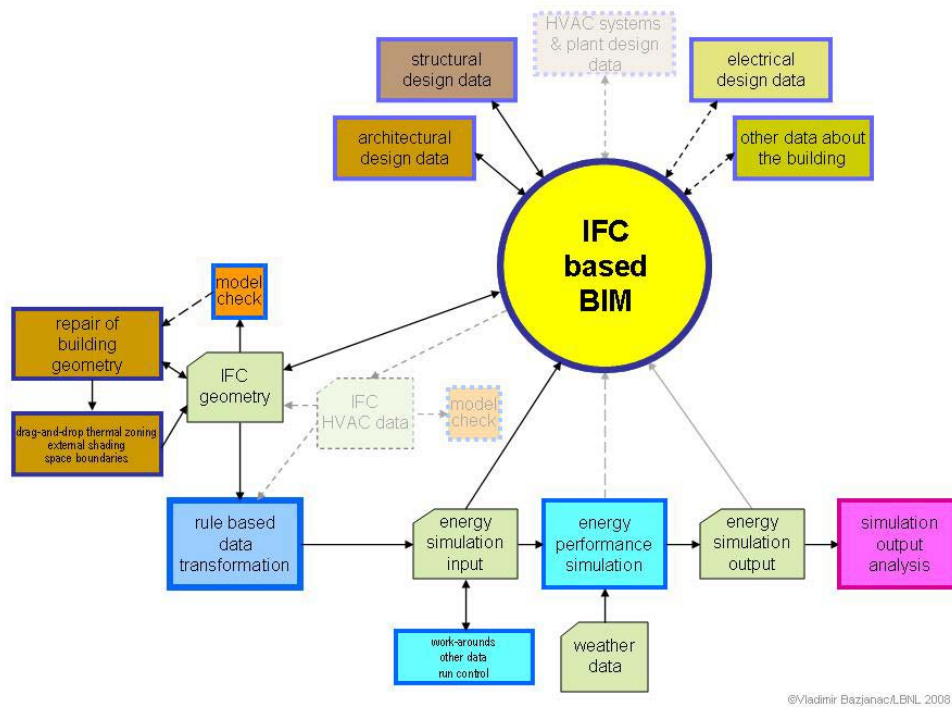 HVAC systems
& plant design
data
structural
design data
electrical
design data
architectural
design data
other data about
the building
IFC
based
BIM
model
check
repair of
building
geometry
IFC
geometry
IFC
HVAC data
model
check
drag-and-drop thermal zoning
external shading
space boundaries
rule based
data
transformation
energy
simulation
input
energy
performance
simulation
energy
simulation
output
simulation
output
analysis
work-arounds
other data
run control
weather
data
©Vladimir Bazjanac/LBNL 2008